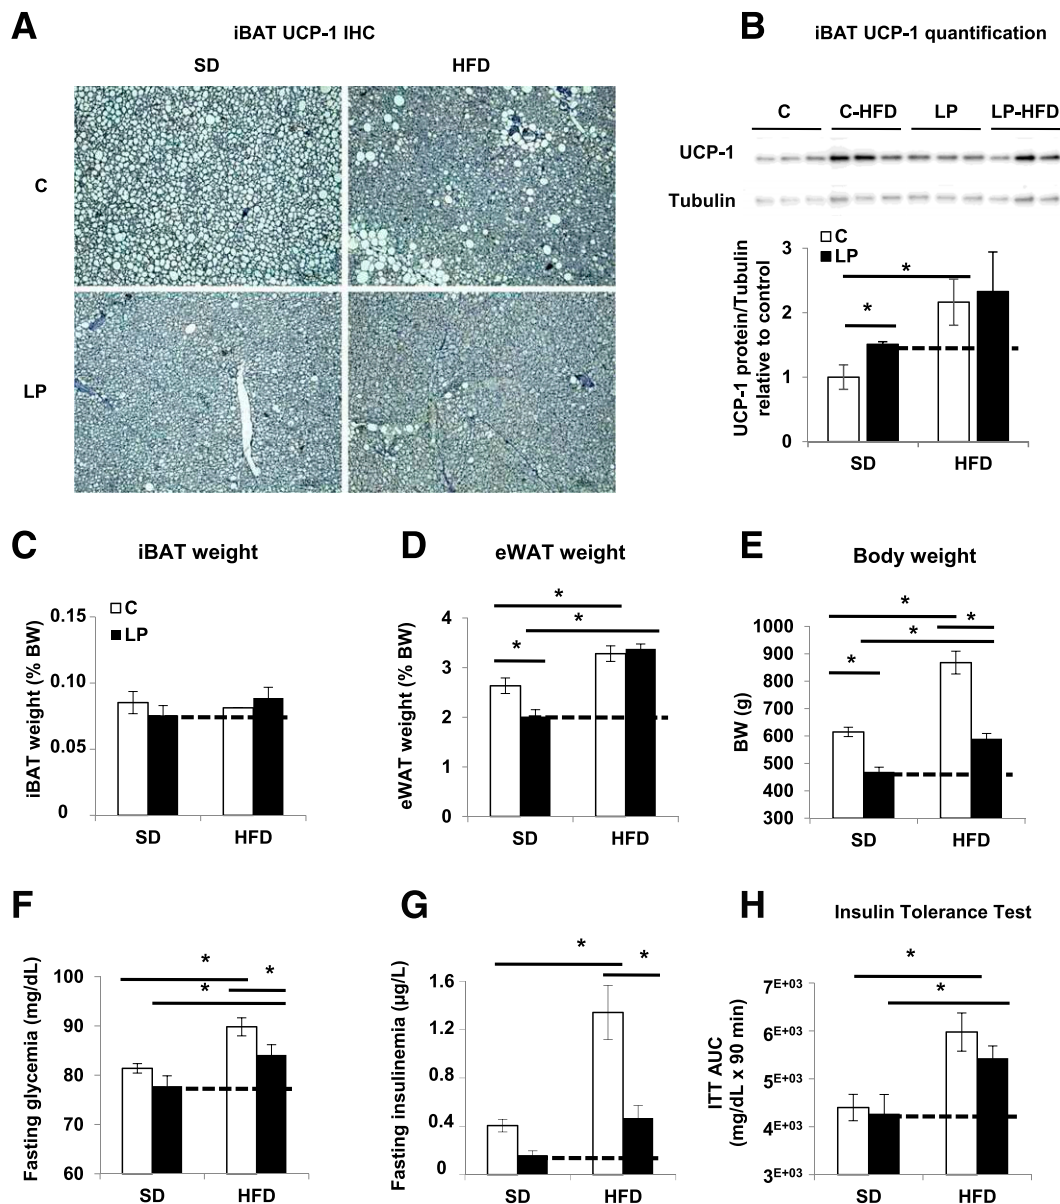 A
iBAT UCP-1 IHC
SD HFD
C
LP
B
iBAT UCP-1 quantification
C C-HFD LP LP-HFD
UCP-1
Tubulin
C
LP
UCP-1 protein/Tubulin
relative to control
3
2
1
0
*
*
SD HFD
C
iBAT weight
C
LP
iBAT weight (% BW)
0.15
0.10
0.05
0
SD HFD
D
eWAT weight
eWAT weight (% BW)
4
3
2
1
0
*
*
*
SD HFD
E
Body weight
BW (g)
1000
900
800
700
600
500
400
300
*
*
*
*
SD HFD
F
Fasting glycemia (mg/dL)
100
90
80
70
60
*
*
*
SD HFD
G
Fasting insulinemia (µg/L)
1.6
1.2
0.8
0.4
0
*
*
SD HFD
H
Insulin Tolerance Test
ITT AUC
(mg/dL x 90 min)
7E+03
6E+03
5E+03
4E+03
3E+03
*
*
SD HFD